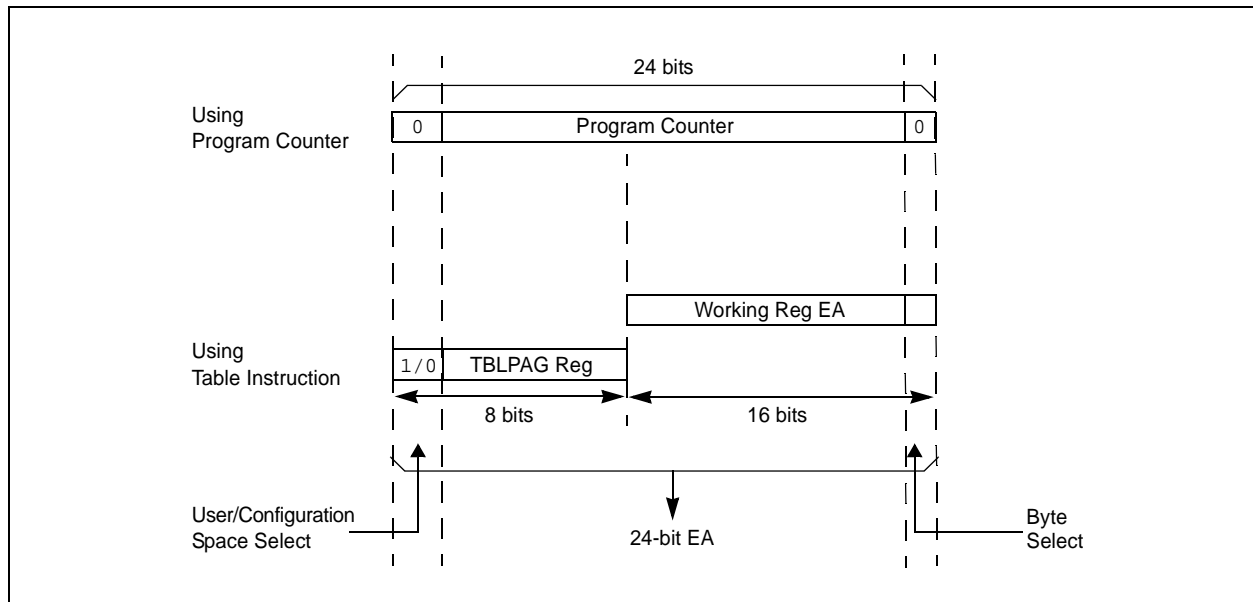 24 bits
Using
Program Counter
0
Program Counter
0
Working Reg EA
Using
Table Instruction
1/0
TBLPAG Reg
8 bits
16 bits
User/Configuration
Space Select
24-bit EA
Byte
Select